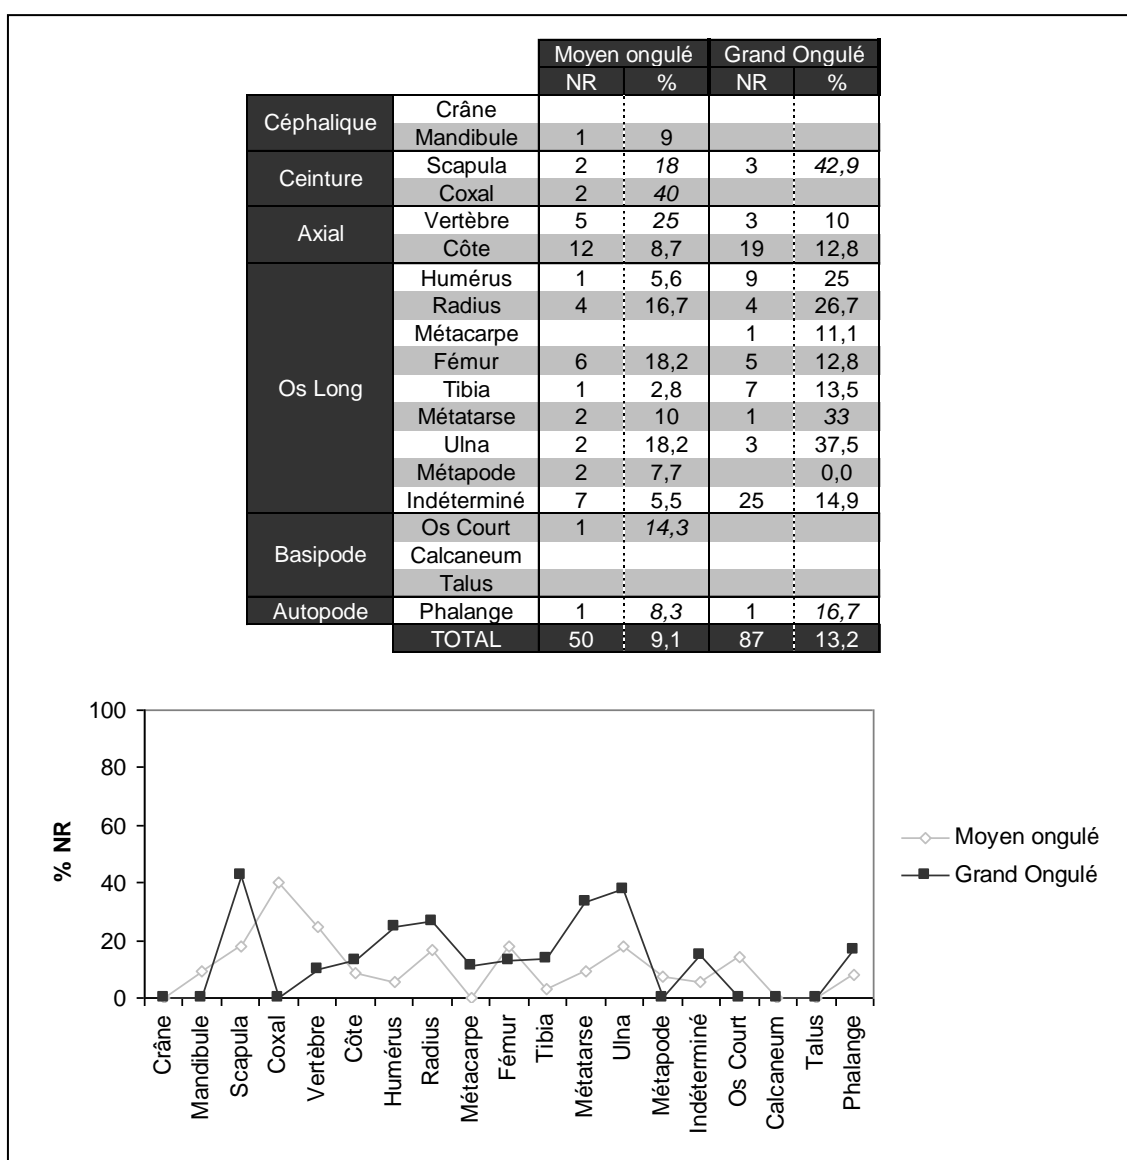 Moyen ongulé Grand Ongulé
NR % NR %
Céphalique
Crâne
Mandibule 1 9
Ceinture
Scapula 2 18 3 42,9
Coxal 2 40
Axial
Vertèbre 5 25 3 10
Côte 12 8,7 19 12,8
Os Long
Humérus 1 5,6 9 25
Radius 4 16,7 4 26,7
Métacarpe 1 11,1
Fémur 6 18,2 5 12,8
Tibia 1 2,8 7 13,5
Métatarse 2 10 1 33
Ulna 2 18,2 3 37,5
Métapode 2 7,7 0,0
Indéterminé 7 5,5 25 14,9
Basipode
Os Court 1 14,3
Calcaneum
Talus
Autopode Phalange 1 8,3 1 16,7
TOTAL 50 9,1 87 13,2
100
80
60
40
20
0
% NR
Crâne
Mandibule
Scapula
Coxal
Vertèbre
Côte
Humérus
Radius
Métacarpe
Fémur
Tibia
Métatarse
Ulna
Métapode
Indéterminé
Os Court
Calcaneum
Talus
Phalange
Moyen ongulé
Grand Ongulé